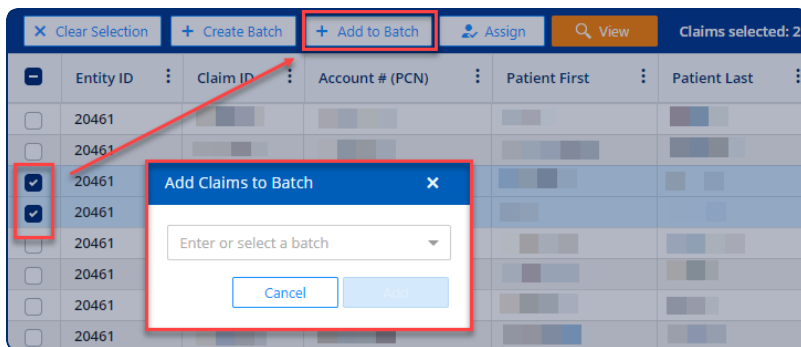 × Clear Selection + Create Batch + Add to Batch Assign View Claims selected: 2
Entity ID Claim ID Account # (PCN) Patient First Patient Last
20461
20461
20461
Add Claims to Batch ×
20461
20461
Enter or select a batch
20461
Cancel Add
20461
20461